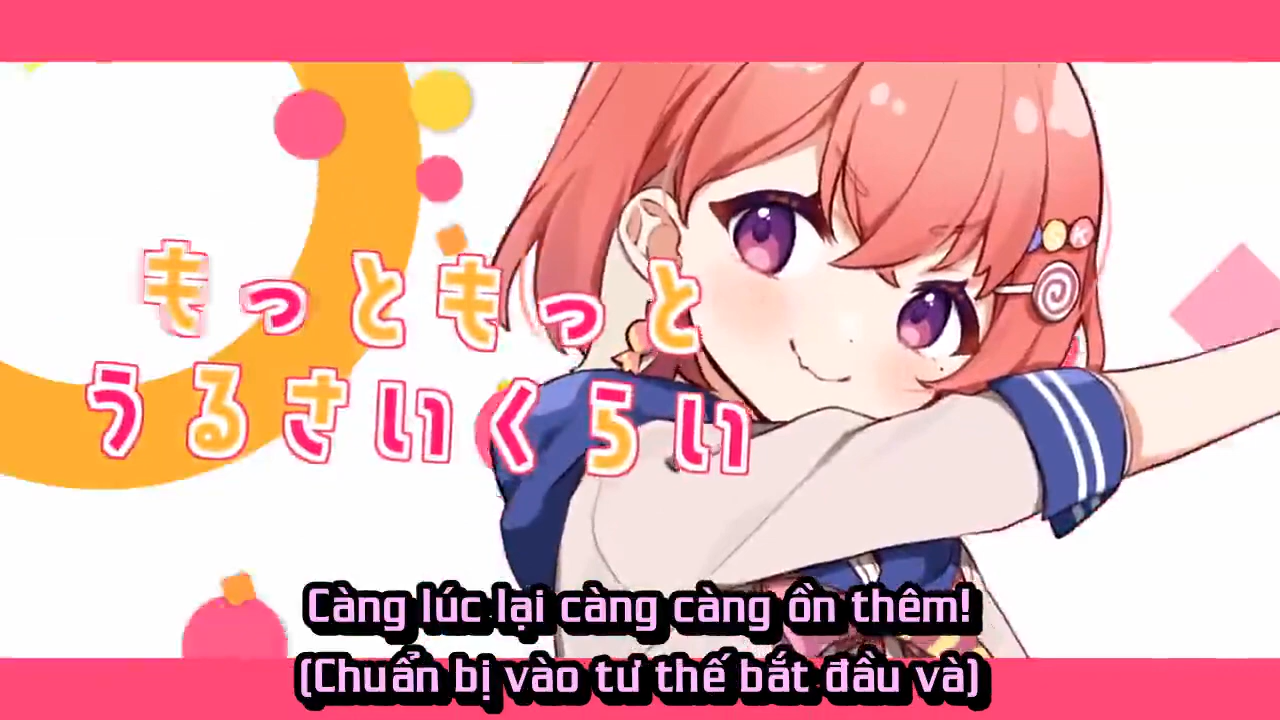 もっともっと
うるさいくらい
Càng lúc lại càng càng ồn thêm!
(Chuẩn bị vào tư thế bắt đầu và)